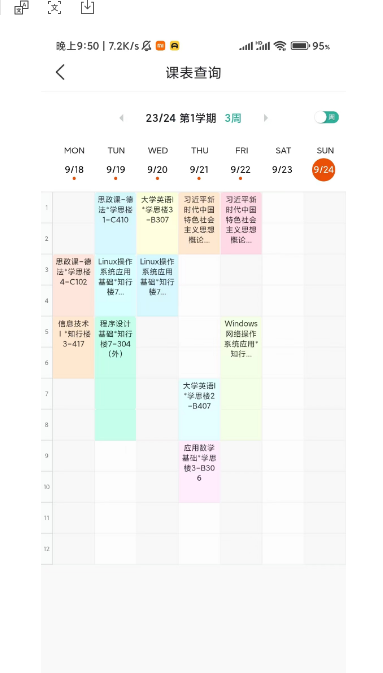 晚上9:50 | 7.2K/s
95%
课表查询
23/24 第1学期 3周
周
MON TUN WED THU FRI SAT SUN
9/18 9/19 9/20 9/21 9/22 9/23 9/24
1
思政课-德
法*学思楼
1-C410
大学英语Ⅰ
*学思楼3
-B307
习近平新
时代中国
特色社会
主义思想
概论...
习近平新
时代中国
特色社会
主义思想
概论...
2
3
思政课-德
法*学思楼
4-C102
Linux操作
系统应用
基础*知行
楼7...
Linux操作
系统应用
基础*知行
楼7...
4
5
信息技术
Ⅰ*知行楼
3-417
程序设计
基础*知行
楼7-304
(外)
Windows
网络操作
系统应用*
知行...
6
7
大学英语Ⅰ
*学思楼2
-B407
8
9
应用数学
基础*学思
楼3-B30
6
10
11
12